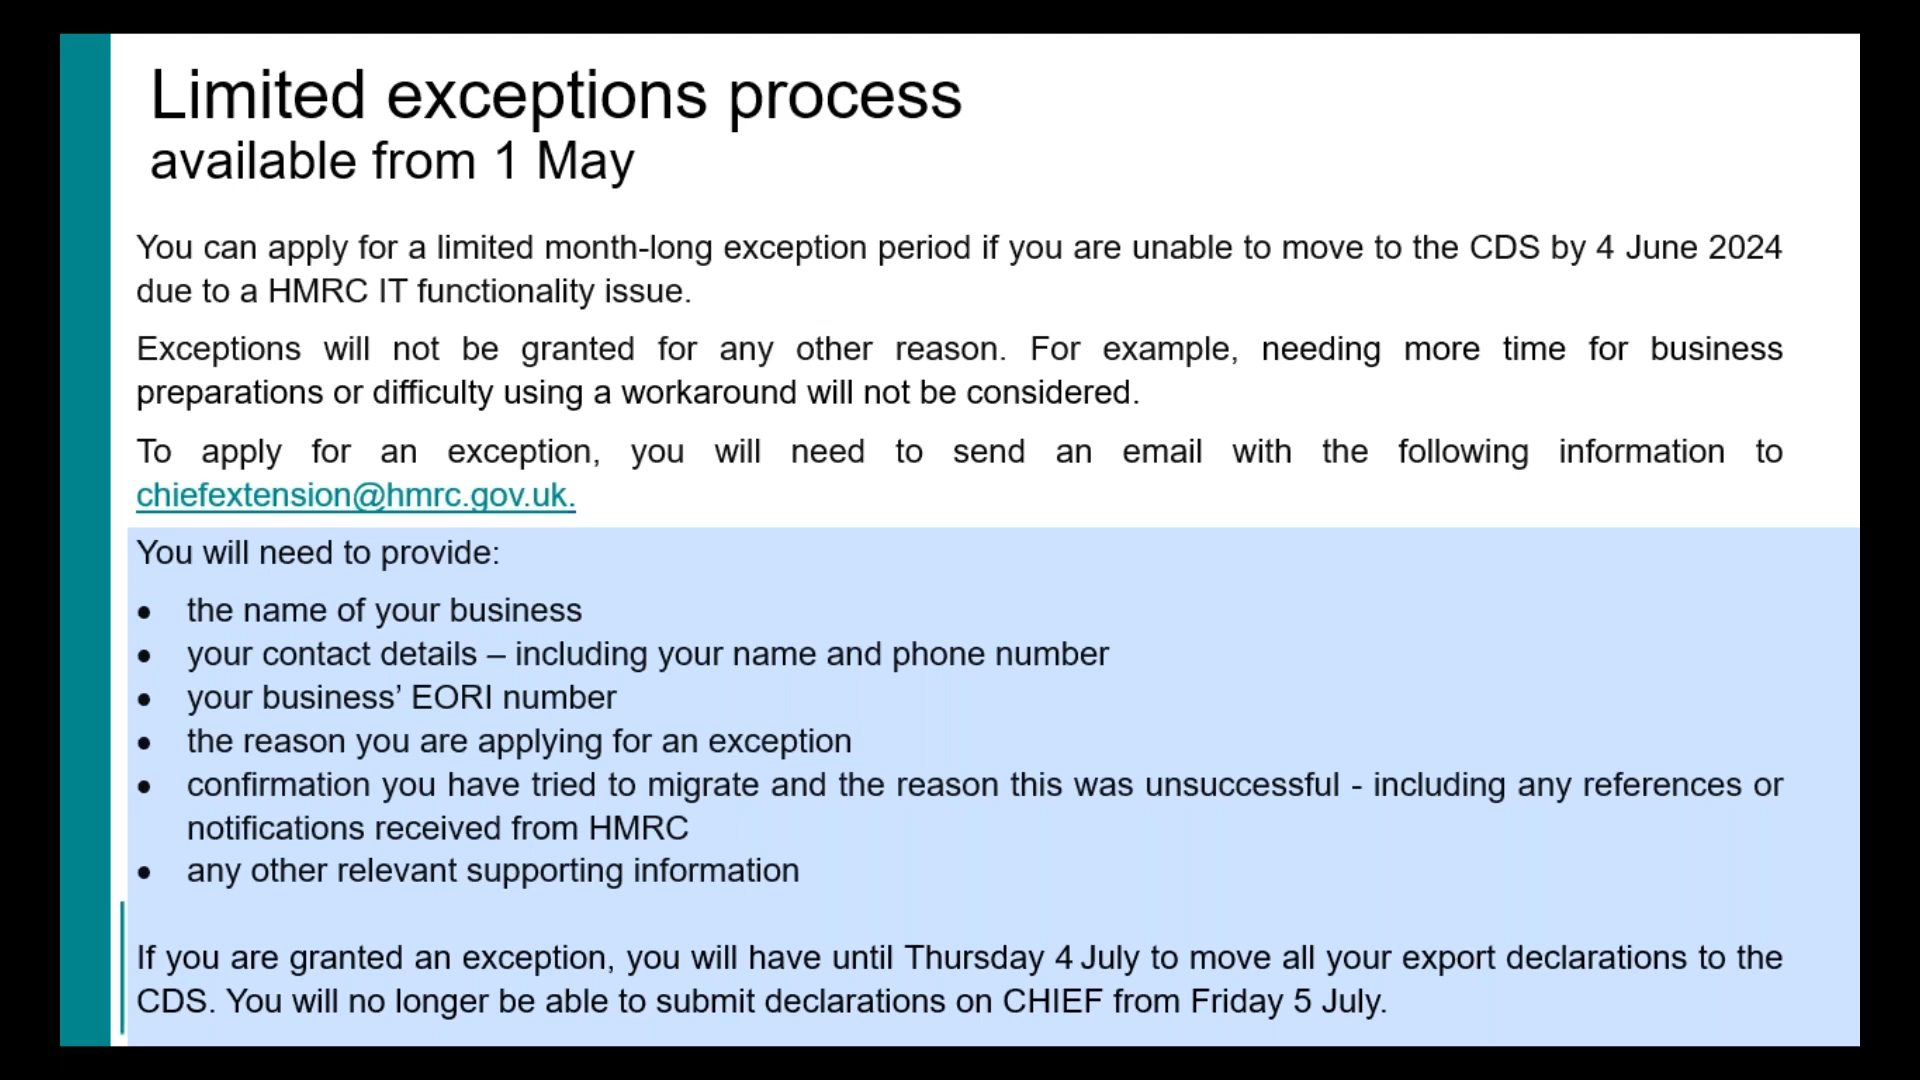 Limited exceptions process
available from 1 May
You can apply for a limited month-long exception period if you are unable to move to the CDS by 4 June 2024
due to a HMRC IT functionality issue.
Exceptions will not be granted for any other reason. For example, needing more time for business
preparations or difficulty using a workaround will not be considered.
To apply for an exception, you will need to send an email with the following information to
chiefextension@hmrc.gov.uk.
You will need to provide:
• the name of your business
• your contact details – including your name and phone number
• your business’ EORI number
• the reason you are applying for an exception
• confirmation you have tried to migrate and the reason this was unsuccessful - including any references or
notifications received from HMRC
• any other relevant supporting information
If you are granted an exception, you will have until Thursday 4 July to move all your export declarations to the
CDS. You will no longer be able to submit declarations on CHIEF from Friday 5 July.